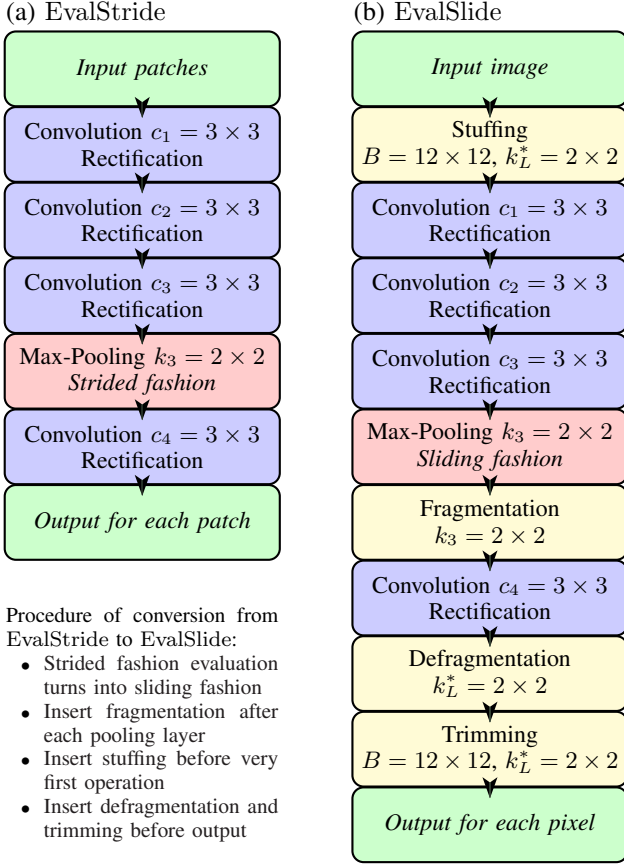 (a) EvalStride
Input patches
Convolution c₁ = 3 × 3
Rectification
Convolution c₂ = 3 × 3
Rectification
Convolution c₃ = 3 × 3
Rectification
Max-Pooling k₃ = 2 × 2
Strided fashion
Convolution c₄ = 3 × 3
Rectification
Output for each patch
Procedure of conversion from
EvalStride to EvalSlide:
• Strided fashion evaluation
turns into sliding fashion
• Insert fragmentation after
each pooling layer
• Insert stuffing before very
first operation
• Insert defragmentation and
trimming before output
(b) EvalSlide
Input image
Stuffing
B = 12 × 12, k*_L = 2 × 2
Convolution c₁ = 3 × 3
Rectification
Convolution c₂ = 3 × 3
Rectification
Convolution c₃ = 3 × 3
Rectification
Max-Pooling k₃ = 2 × 2
Sliding fashion
Fragmentation
k₃ = 2 × 2
Convolution c₄ = 3 × 3
Rectification
Defragmentation
k*_L = 2 × 2
Trimming
B = 12 × 12, k*_L = 2 × 2
Output for each pixel